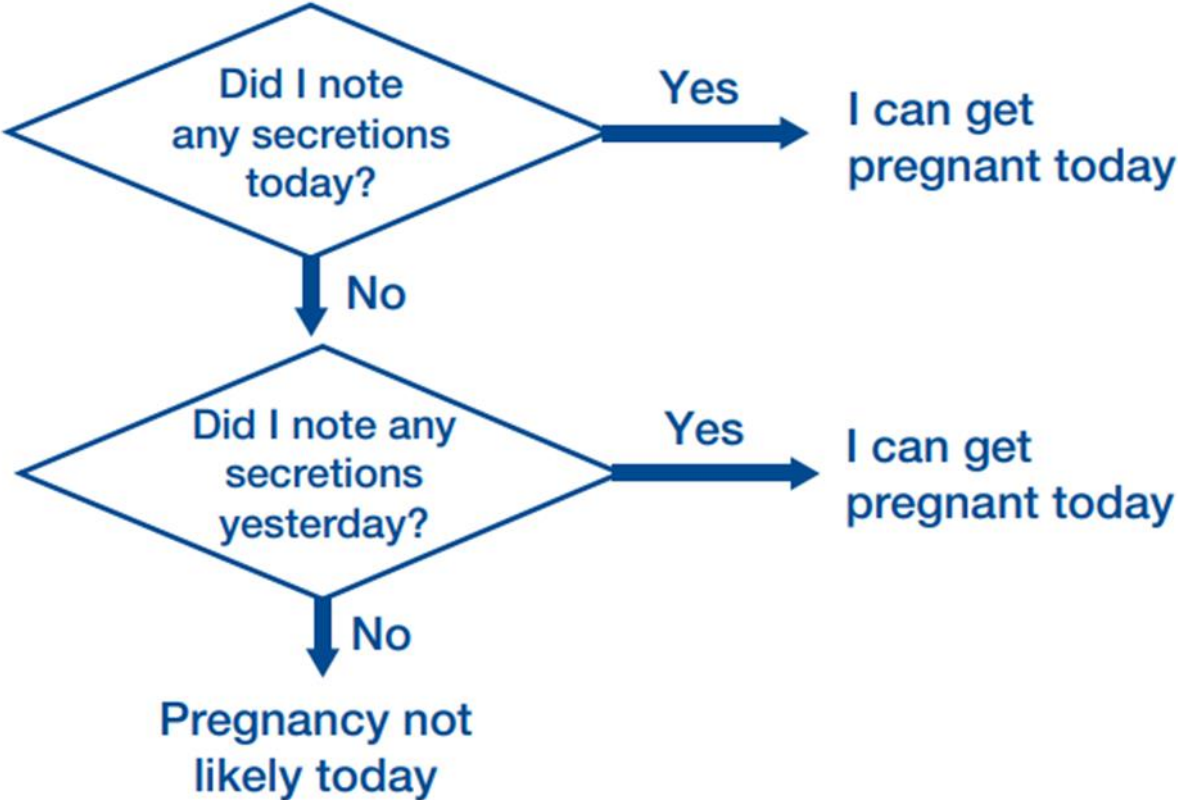 Did I note
any secretions
today?
Yes
I can get
pregnant today
No
Did I note any
secretions
yesterday?
Yes
I can get
pregnant today
No
Pregnancy not
likely today